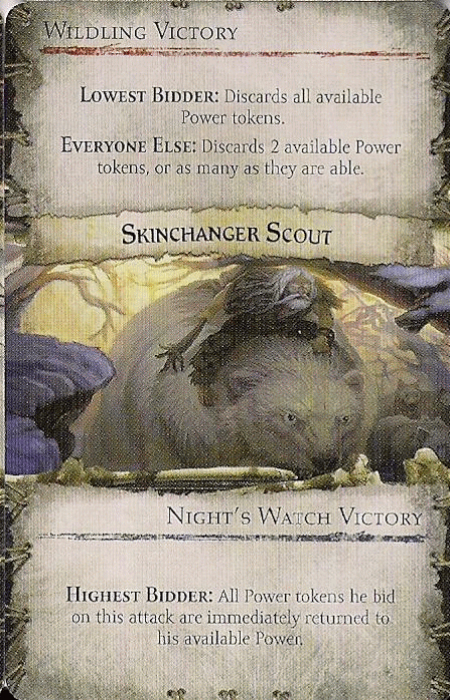 Wildling Victory
Lowest Bidder: Discards all available
Power tokens.
Everyone Else: Discards 2 available Power
tokens, or as many as they are able.
Skinchanger Scout
Night's Watch Victory
Highest Bidder: All Power tokens he bid
on this attack are immediately returned to
his available Power.